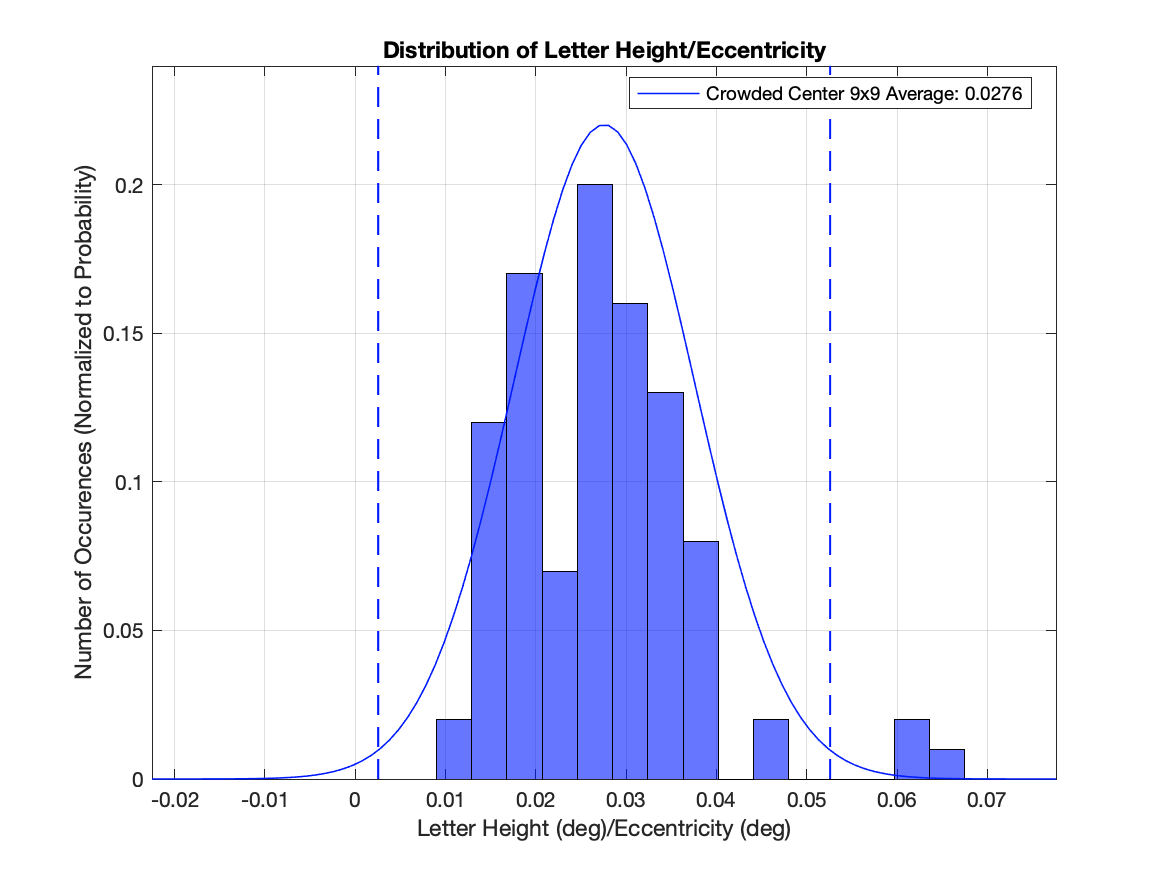 Distribution of Letter Height/Eccentricity
Crowded Center 9x9 Average: 0.0276
Number of Occurences (Normalized to Probability)
0.2
0.15
0.1
0.05
0
-0.02 -0.01 0 0.01 0.02 0.03 0.04 0.05 0.06 0.07
Letter Height (deg)/Eccentricity (deg)